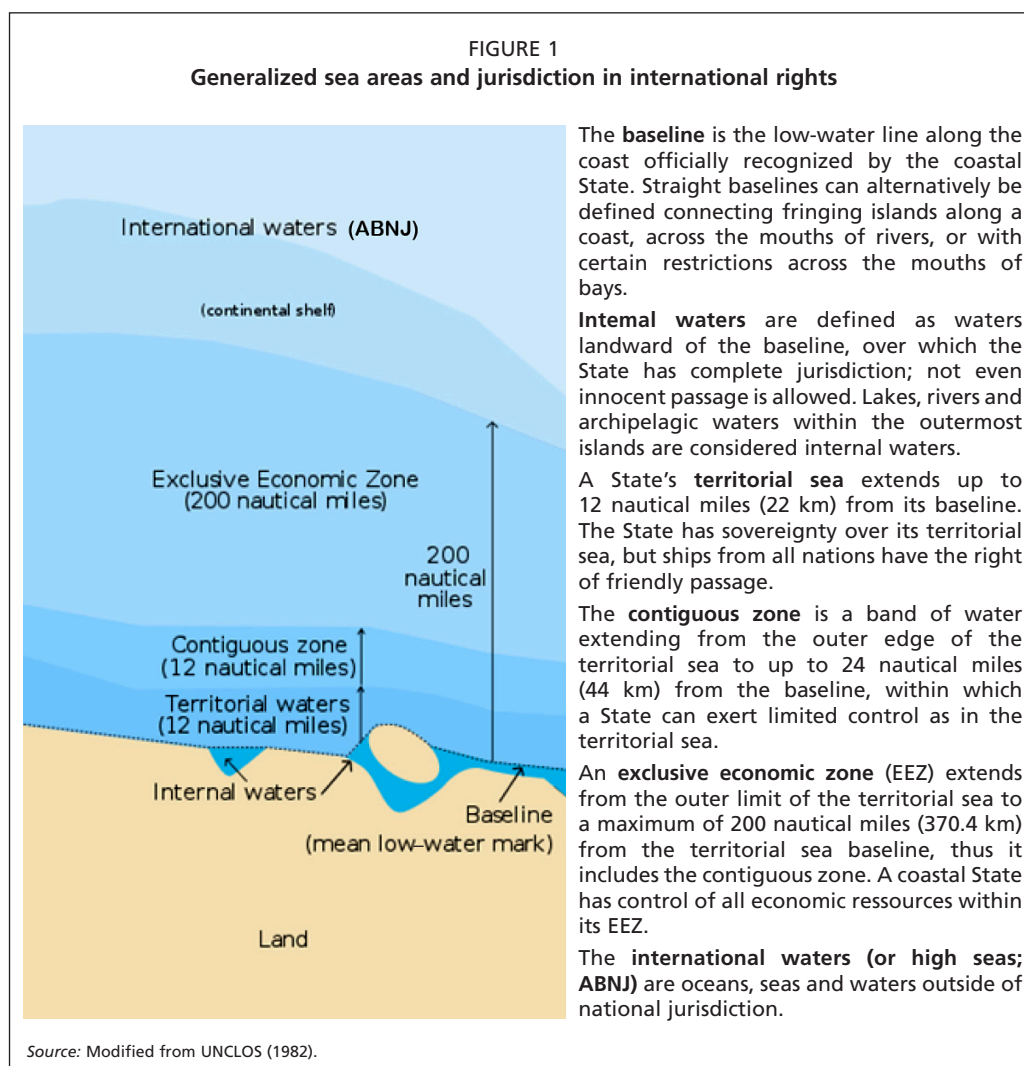 FIGURE 1
Generalized sea areas and jurisdiction in international rights
International waters (ABNJ)
(continental shelf)
Exclusive Economic Zone
(200 nautical miles)
200
nautical
miles
Contiguous zone
(12 nautical miles)
Territorial waters
(12 nautical miles)
Internal waters
Baseline
(mean low–water mark)
Land
The baseline is the low-water line along the
coast officially recognized by the coastal
State. Straight baselines can alternatively be
defined connecting fringing islands along a
coast, across the mouths of rivers, or with
certain restrictions across the mouths of
bays.
Intemal waters are defined as waters
landward of the baseline, over which the
State has complete jurisdiction; not even
innocent passage is allowed. Lakes, rivers and
archipelagic waters within the outermost
islands are considered internal waters.
A State's territorial sea extends up to
12 nautical miles (22 km) from its baseline.
The State has sovereignty over its territorial
sea, but ships from all nations have the right
of friendly passage.
The contiguous zone is a band of water
extending from the outer edge of the
territorial sea to up to 24 nautical miles
(44 km) from the baseline, within which
a State can exert limited control as in the
territorial sea.
An exclusive economic zone (EEZ) extends
from the outer limit of the territorial sea to
a maximum of 200 nautical miles (370.4 km)
from the territorial sea baseline, thus it
includes the contiguous zone. A coastal State
has control of all economic ressources within
its EEZ.
The international waters (or high seas;
ABNJ) are oceans, seas and waters outside of
national jurisdiction.
Source: Modified from UNCLOS (1982).